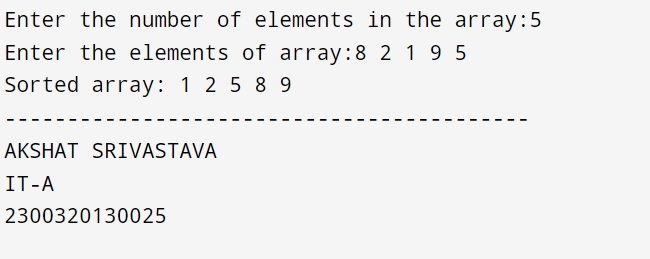 Enter the number of elements in the array:5
Enter the elements of array:8 2 1 9 5
Sorted array: 1 2 5 8 9
------------------------------------------
AKSHAT SRIVASTAVA
IT-A
2300320130025